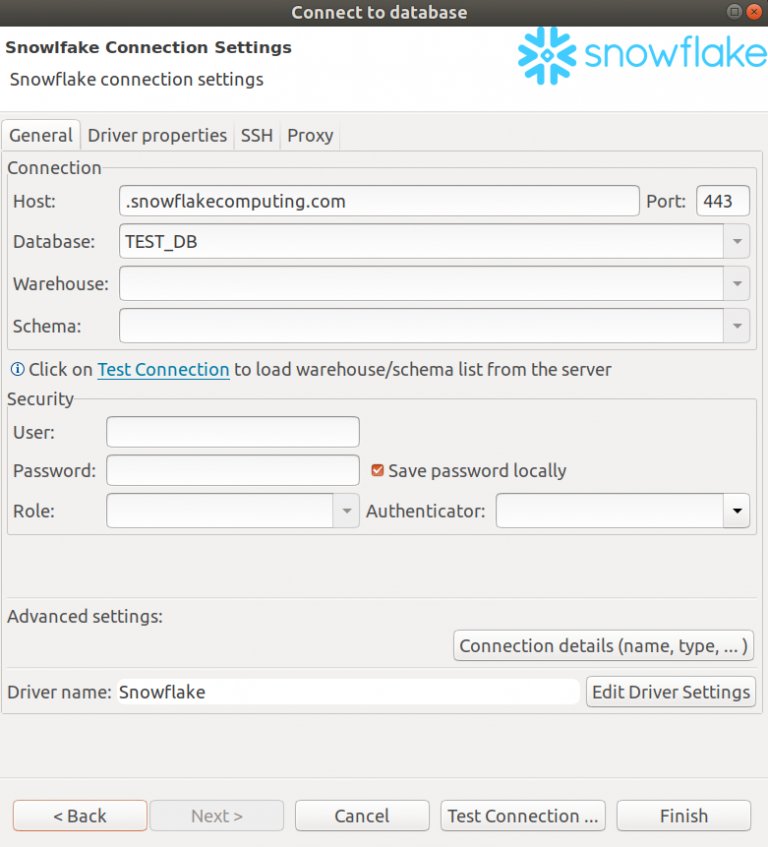 Connect to database
Snowlfake Connection Settings
Snowflake connection settings
snowflake
General Driver properties SSH Proxy
Connection
Host: .snowflakecomputing.com Port: 443
Database: TEST_DB
Warehouse:
Schema:
Click on Test Connection to load warehouse/schema list from the server
Security
User:
Password: Save password locally
Role: Authenticator:
Advanced settings:
Connection details (name, type, ... )
Driver name: Snowflake Edit Driver Settings
< Back Next > Cancel Test Connection ... Finish